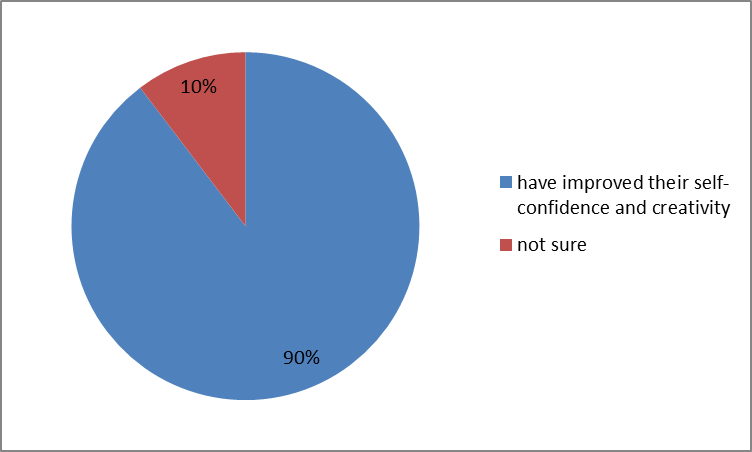 10%
90%
have improved their self-
confidence and creativity
not sure